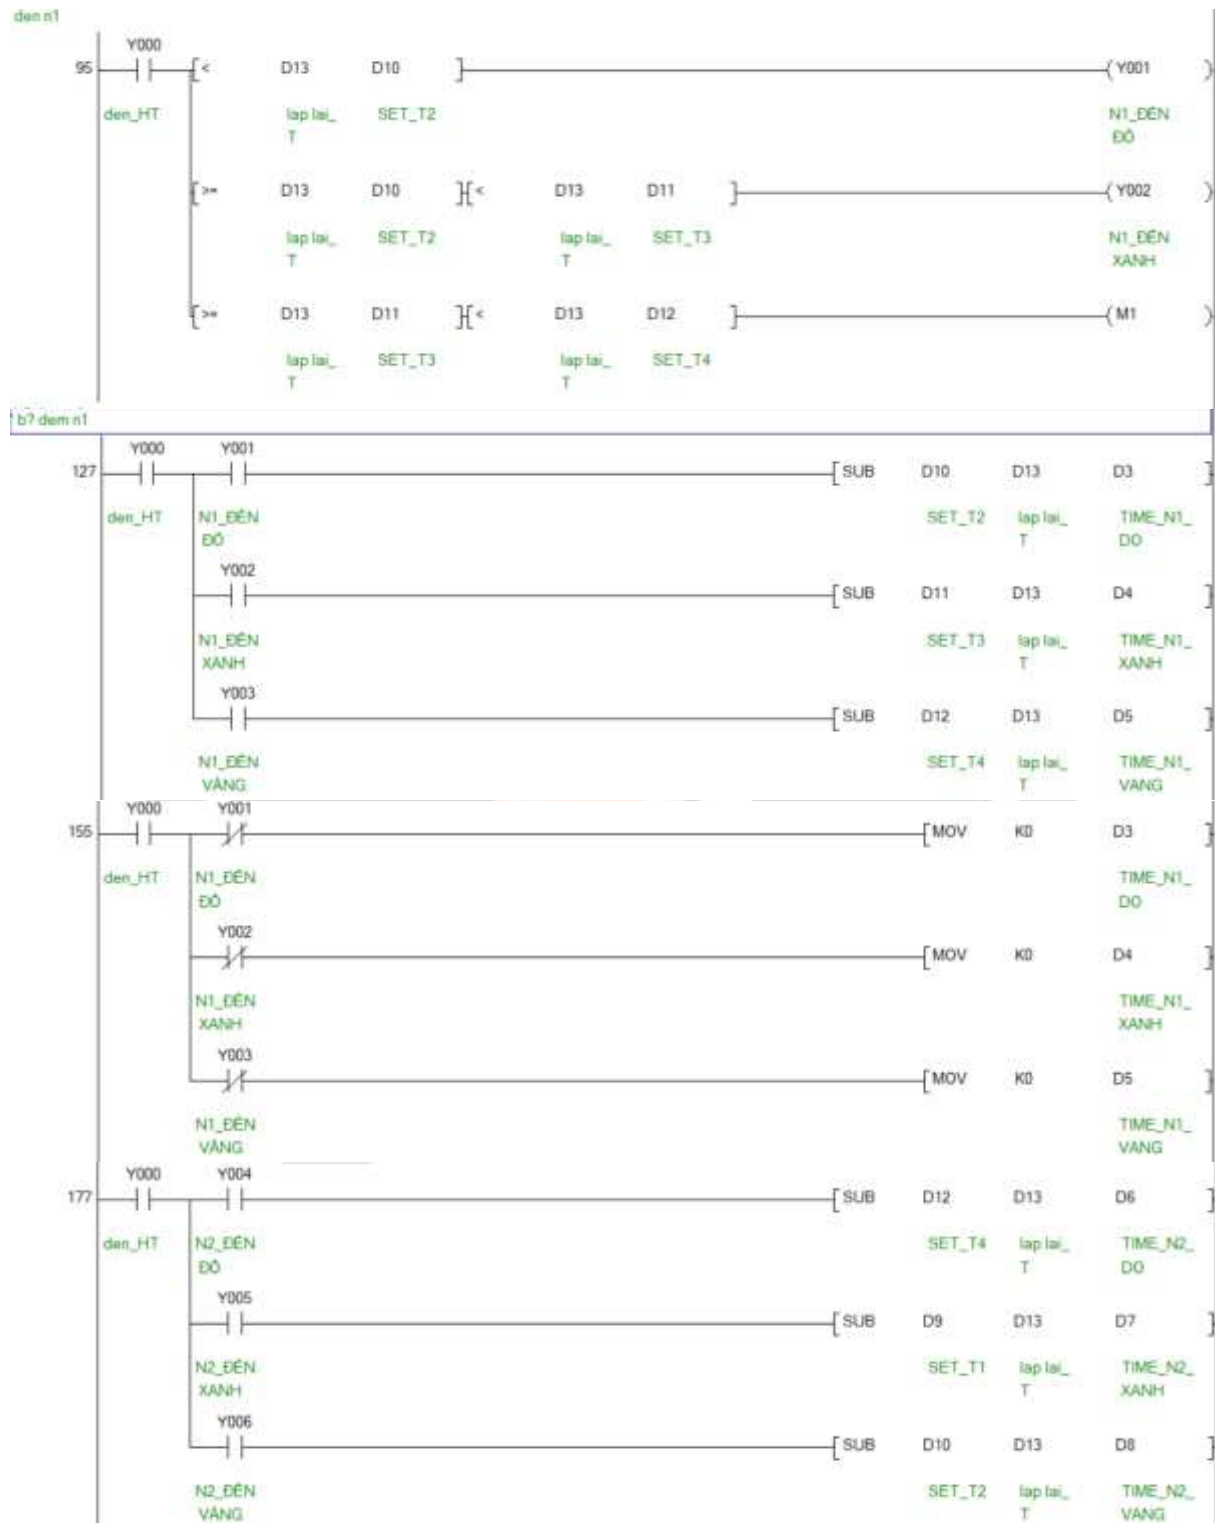 den n1
Y000
95 [< D13 D10 ] ( Y001 )
den_HT lap lai_ SET_T2 N1_ĐÈN
T ĐỎ
[>= D13 D10 ][< D13 D11 ] ( Y002 )
lap lai_ SET_T2 lap lai_ SET_T3 N1_ĐÈN
T T XANH
[>= D13 D11 ][< D13 D12 ] ( M1 )
lap lai_ SET_T3 lap lai_ SET_T4
T T
b? dem n1
Y000 Y001
127 [ SUB D10 D13 D3 ]
den_HT N1_ĐÈN SET_T2 lap lai_ TIME_N1_
ĐỎ T DO
Y002
[ SUB D11 D13 D4 ]
N1_ĐÈN SET_T3 lap lai_ TIME_N1_
XANH T XANH
Y003
[ SUB D12 D13 D5 ]
N1_ĐÈN SET_T4 lap lai_ TIME_N1_
VÀNG T VANG
Y000 Y001
155 [ MOV K0 D3 ]
den_HT N1_ĐÈN TIME_N1_
ĐỎ DO
Y002
[ MOV K0 D4 ]
N1_ĐÈN TIME_N1_
XANH XANH
Y003
[ MOV K0 D5 ]
N1_ĐÈN TIME_N1_
VÀNG VANG
Y000 Y004
177 [ SUB D12 D13 D6 ]
den_HT N2_ĐÈN SET_T4 lap lai_ TIME_N2_
ĐỎ T DO
Y005
[ SUB D9 D13 D7 ]
N2_ĐÈN SET_T1 lap lai_ TIME_N2_
XANH T XANH
Y006
[ SUB D10 D13 D8 ]
N2_ĐÈN SET_T2 lap lai_ TIME_N2_
VÀNG T VANG